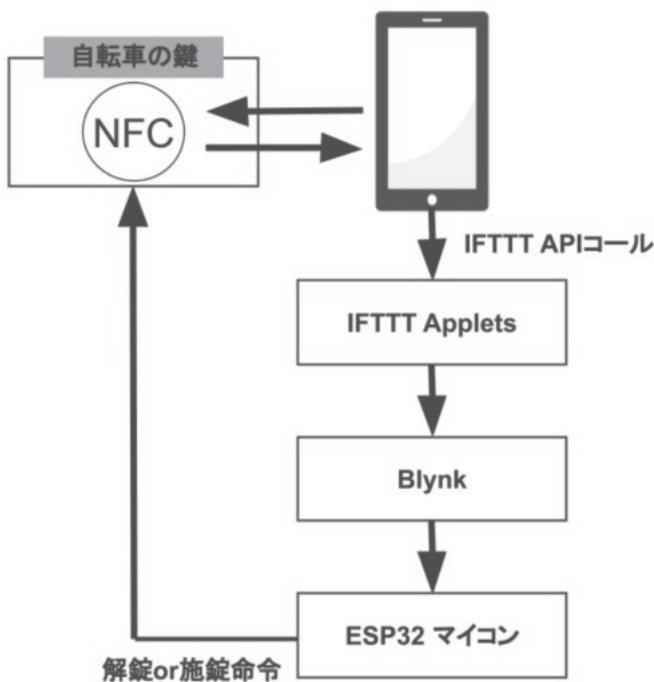 自転車の鍵
NFC
IFTTT APIコール
IFTTT Applets
Blynk
ESP32 マイコン
解錠or施錠命令